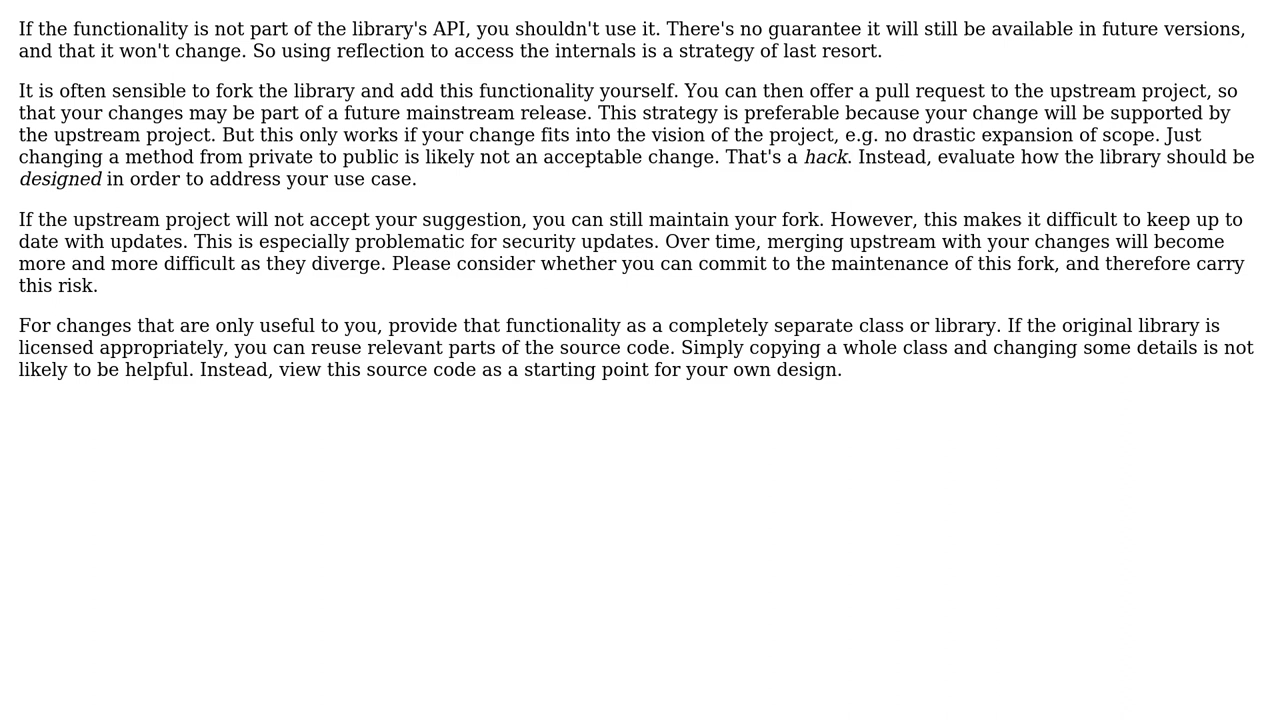 If the functionality is not part of the library's API, you shouldn't use it. There's no guarantee it will still be available in future versions,
and that it won't change. So using reflection to access the internals is a strategy of last resort.
It is often sensible to fork the library and add this functionality yourself. You can then offer a pull request to the upstream project, so
that your changes may be part of a future mainstream release. This strategy is preferable because your change will be supported by
the upstream project. But this only works if your change fits into the vision of the project, e.g. no drastic expansion of scope. Just
changing a method from private to public is likely not an acceptable change. That's a hack. Instead, evaluate how the library should be
designed in order to address your use case.
If the upstream project will not accept your suggestion, you can still maintain your fork. However, this makes it difficult to keep up to
date with updates. This is especially problematic for security updates. Over time, merging upstream with your changes will become
more and more difficult as they diverge. Please consider whether you can commit to the maintenance of this fork, and therefore carry
this risk.
For changes that are only useful to you, provide that functionality as a completely separate class or library. If the original library is
licensed appropriately, you can reuse relevant parts of the source code. Simply copying a whole class and changing some details is not
likely to be helpful. Instead, view this source code as a starting point for your own design.